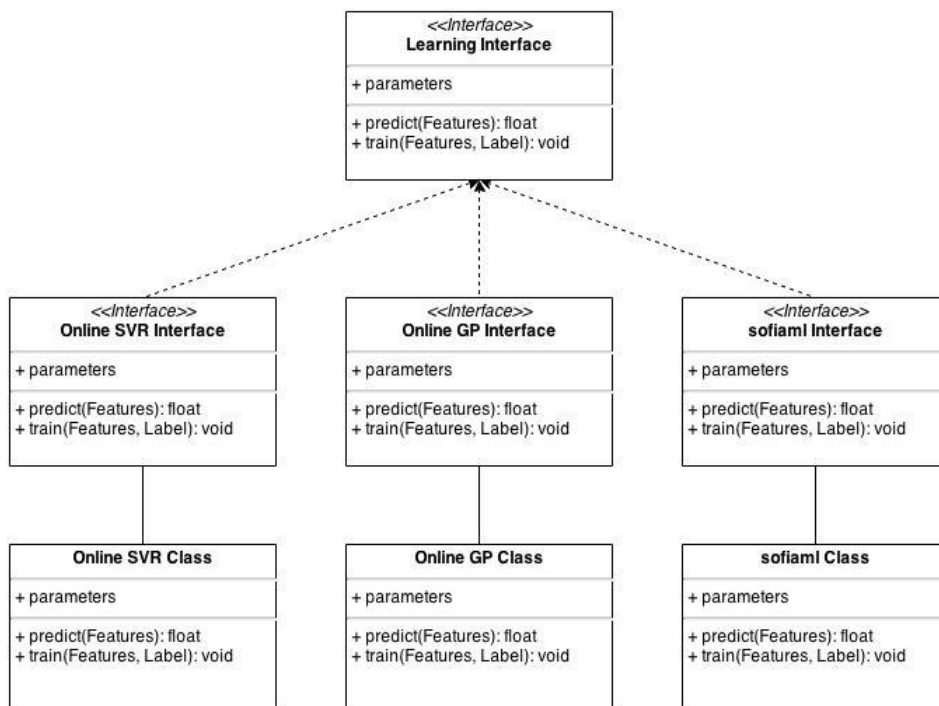 <<Interface>>
Learning Interface
+ parameters
+ predict(Features): float
+ train(Features, Label): void
<<Interface>>
Online SVR Interface
+ parameters
+ predict(Features): float
+ train(Features, Label): void
<<Interface>>
Online GP Interface
+ parameters
+ predict(Features): float
+ train(Features, Label): void
<<Interface>>
sofiaml Interface
+ parameters
+ predict(Features): float
+ train(Features, Label): void
Online SVR Class
+ parameters
+ predict(Features): float
+ train(Features, Label): void
Online GP Class
+ parameters
+ predict(Features): float
+ train(Features, Label): void
sofiaml Class
+ parameters
+ predict(Features): float
+ train(Features, Label): void